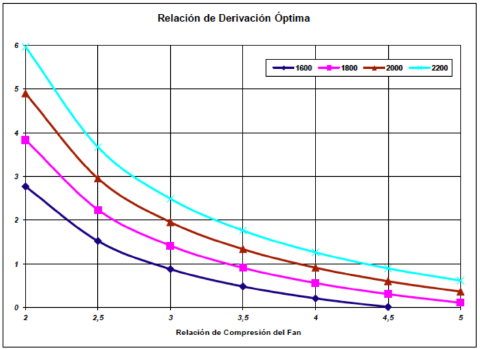 Relación de Derivación Óptima
1600 1800 2000 2200
6
5
4
3
2
1
0
2 2,5 3 3,5 4 4,5 5
Relación de Compresión del Fan